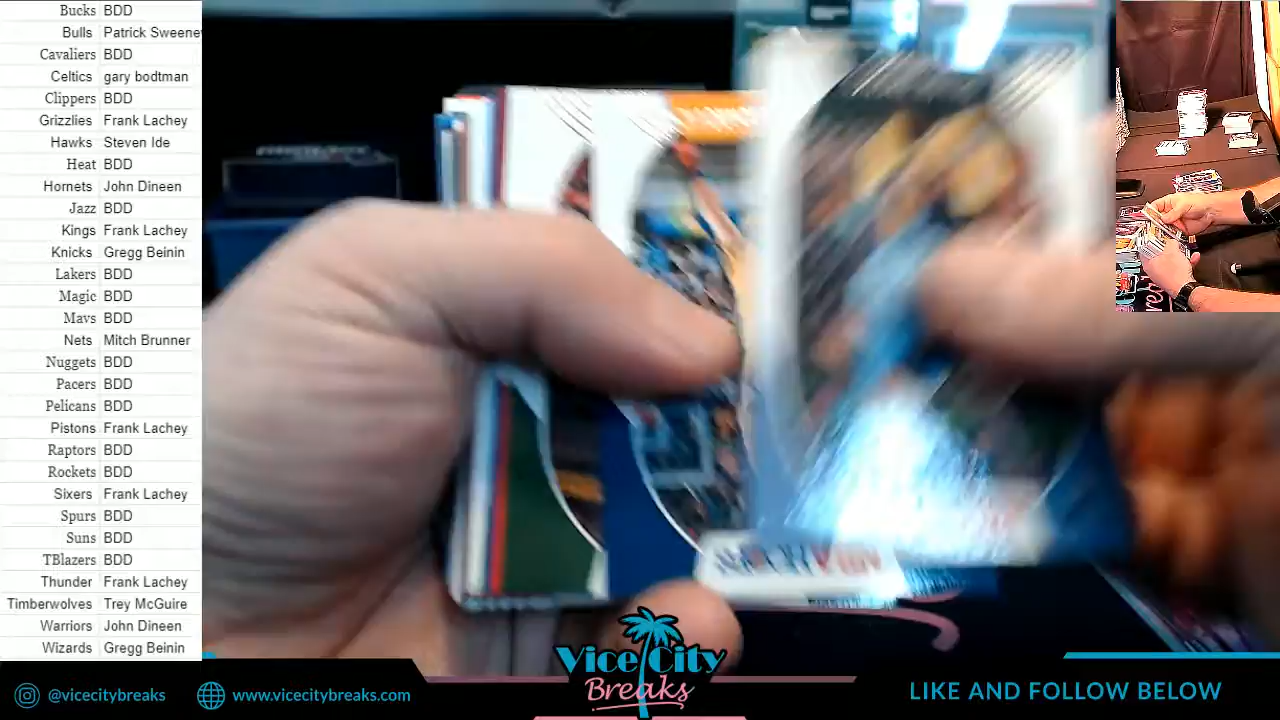 Bucks BDD
Bulls Patrick Sweeney
Cavaliers BDD
Celtics gary bodtman
Clippers BDD
Grizzlies Frank Lachey
Hawks Steven Ide
Heat BDD
Hornets John Dineen
Jazz BDD
Kings Frank Lachey
Knicks Gregg Beinin
Lakers BDD
Magic BDD
Mavs BDD
Nets Mitch Brunner
Nuggets BDD
Pacers BDD
Pelicans BDD
Pistons Frank Lachey
Raptors BDD
Rockets BDD
Sixers Frank Lachey
Spurs BDD
Suns BDD
TBlazers BDD
Thunder Frank Lachey
Timberwolves Trey McGuire
Warriors John Dineen
Wizards Gregg Beinin
Vice City
Breaks
@vicecitybreaks
www.vicecitybreaks.com
LIKE AND FOLLOW BELOW